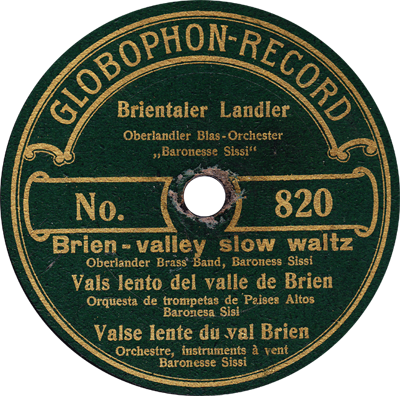 GLOBOPHON-RECORD
Brientaler Landler
Oberlandler Blas-Orchester
„Baronesse Sissi“
No. 820
Brien-valley slow waltz
Oberlander Brass Band, Baroness Sissi
Vals lento del valle de Brien
Orquesta de trompetas de Paises Altos
Baronesa Sisi
Valse lente du val Brien
Orchestre, instruments à vent
Baronesse Sissi